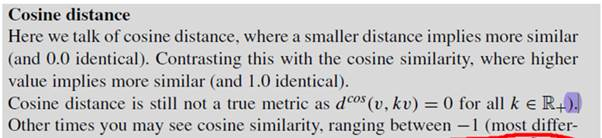 Cosine distance
Here we talk of cosine distance, where a smaller distance implies more similar
(and 0.0 identical). Contrasting this with the cosine similarity, where higher
value implies more similar (and 1.0 identical).
Cosine distance is still not a true metric as d^cos(v, kv) = 0 for all k ∈ ℝ₊).
Other times you may see cosine similarity, ranging between −1 (most differ-